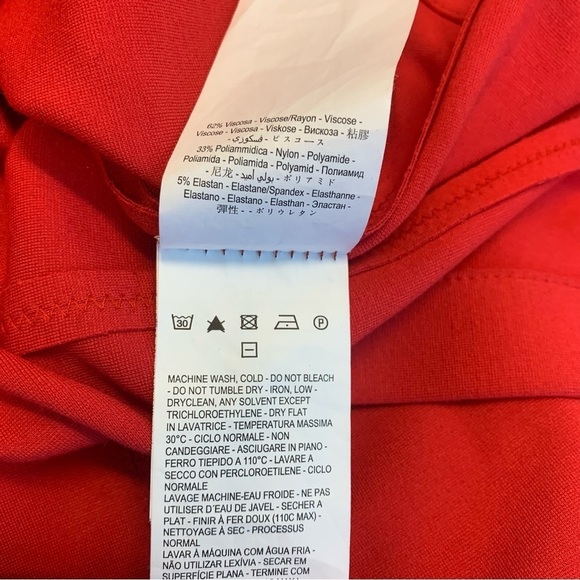 62% Viscosa - Viscose/Rayon - Viscose -
Viscose - Viscosa - Viskose - Вискоза - 粘膠
- فسكوزي - ビスコース -
33% Poliammidica - Nylon - Polyamide -
Poliamida - Poliamida - Polyamid - Полиамид
- 尼龙 - بولي أميد - ポリアミド -
5% Elastan - Elastane/Spandex - Elasthanne -
Elastano - Elastano - Elasthan - Эластан -
彈性 - - ポリウレタン -
30 P
MACHINE WASH, COLD - DO NOT BLEACH
- DO NOT TUMBLE DRY - IRON, LOW -
DRYCLEAN, ANY SOLVENT EXCEPT
TRICHLOROETHYLENE - DRY FLAT
IN LAVATRICE - TEMPERATURA MASSIMA
30°C - CICLO NORMALE - NON
CANDEGGIARE - ASCIUGARE IN PIANO -
FERRO TIEPIDO A 110°C - LAVARE A
SECCO CON PERCLOROETILENE - CICLO
NORMALE
LAVAGE MACHINE-EAU FROIDE - NE PAS
UTILISER D'EAU DE JAVEL - SECHER A
PLAT - FINIR À FER DOUX (110C MAX) -
NETTOYAGE À SEC - PROCESSUS
NORMAL
LAVAR À MÁQUINA COM ÁGUA FRIA -
NÃO UTILIZAR LEXÍVIA - SECAR EM
SUPERFÍCIE PLANA - TERMINE COM